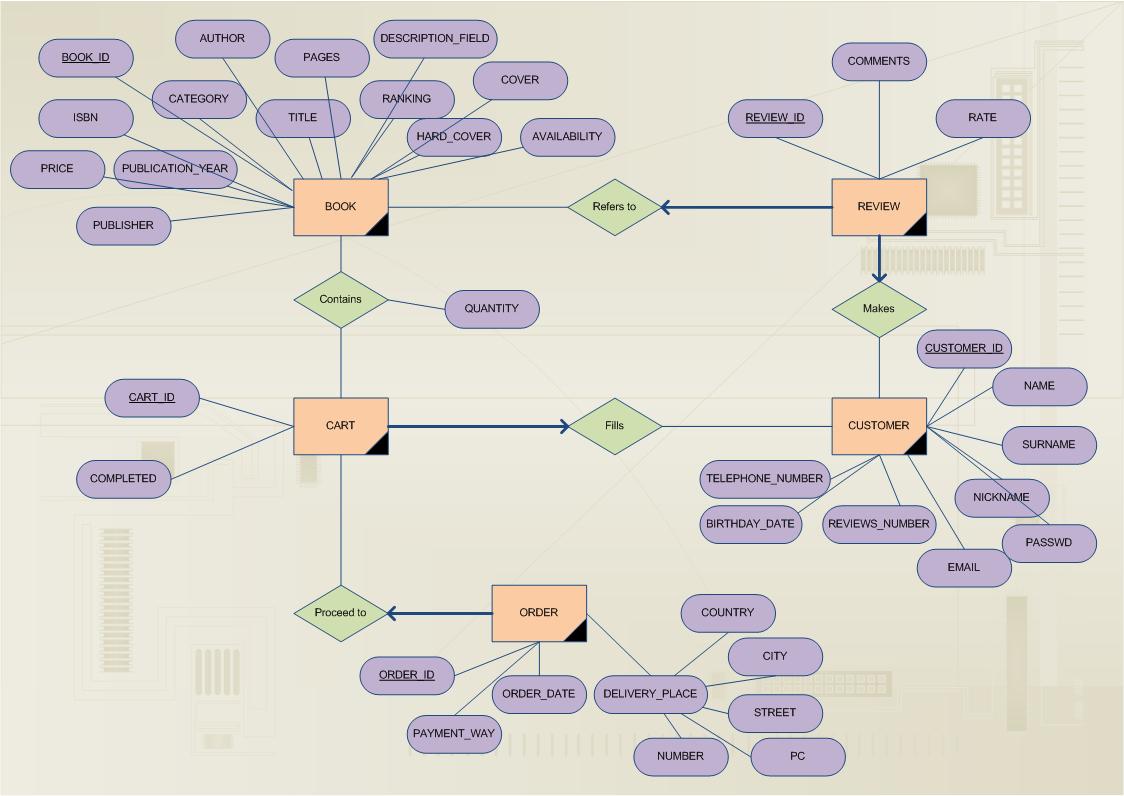 AUTHOR
DESCRIPTION_FIELD
BOOK_ID
PAGES
COMMENTS
COVER
CATEGORY
RANKING
ISBN
TITLE
REVIEW_ID
RATE
HARD_COVER
AVAILABILITY
PRICE
PUBLICATION_YEAR
BOOK
Refers to
REVIEW
PUBLISHER
Contains
QUANTITY
Makes
CUSTOMER_ID
NAME
CART_ID
CART
Fills
CUSTOMER
SURNAME
COMPLETED
TELEPHONE_NUMBER
NICKNAME
BIRTHDAY_DATE
REVIEWS_NUMBER
PASSWD
EMAIL
Proceed to
ORDER
COUNTRY
CITY
ORDER_ID
ORDER_DATE
DELIVERY_PLACE
STREET
PAYMENT_WAY
NUMBER
PC